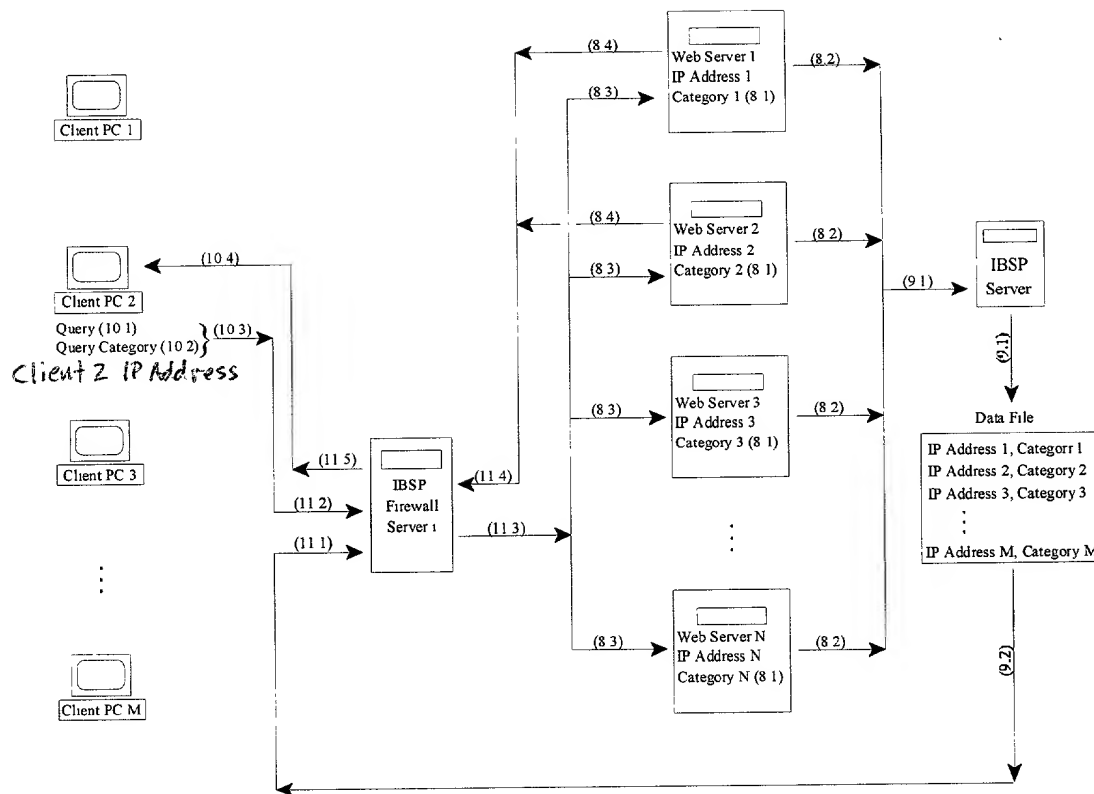 (8 4)
Web Server 1
IP Address 1
Category 1 (8 1)
(8.2)
(8 3)
Client PC 1
(8 4)
Web Server 2
IP Address 2
Category 2 (8 1)
(8 2)
(8 3)
(10 4)
Client PC 2
Query (10 1)
Query Category (10 2)
(10 3)
Client 2 IP Address
(9 1)
IBSP
Server
(9.1)
Data File
IP Address 1, Categorr 1
IP Address 2, Category 2
IP Address 3, Category 3
IP Address M, Category M
(9.2)
(8 3)
Web Server 3
IP Address 3
Category 3 (8 1)
(8 2)
Client PC 3
(11 5)
IBSP
Firewall
Server 1
(11 4)
(11 2)
(11 3)
(11 1)
(8 3)
Web Server N
IP Address N
Category N (8 1)
(8 2)
Client PC M